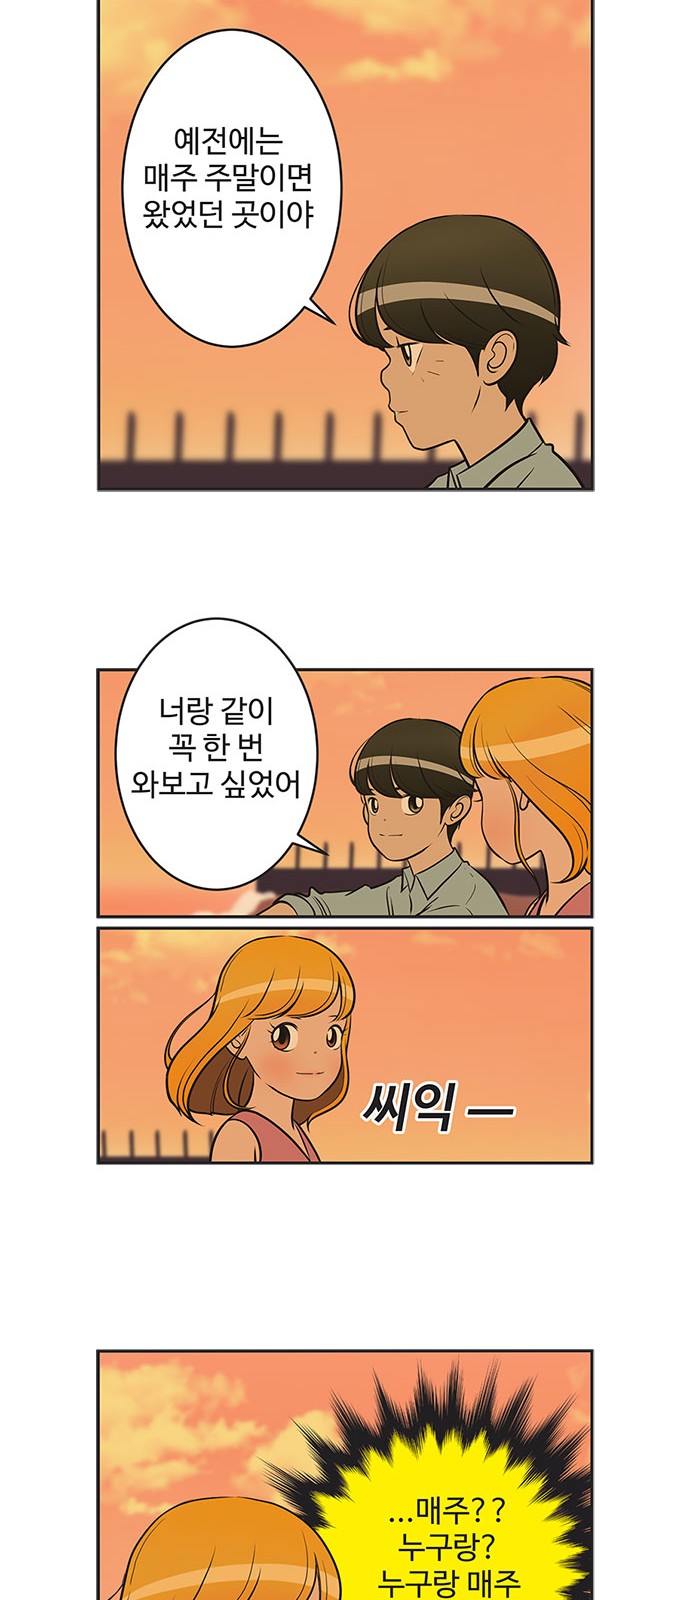 예전에는
매주 주말이면
왔었던 곳이야
너랑 같이
꼭 한 번
와보고 싶었어
씨익 —
...매주??
누구랑?
누구랑 매주